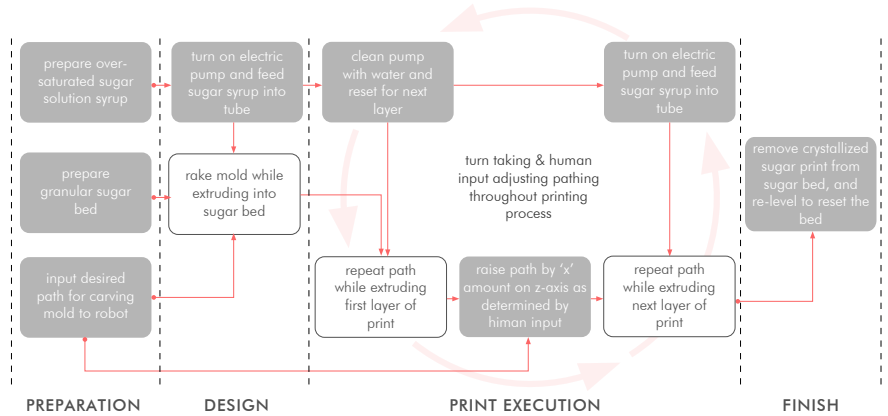 prepare over-
saturated sugar
solution syrup
turn on electric
pump and feed
sugar syrup into
tube
clean pump
with water and
reset for next
layer
turn on electric
pump and feed
sugar syrup into
tube
prepare
granular sugar
bed
rake mold while
extruding into
sugar bed
turn taking & human
input adjusting pathing
throughout printing
process
remove crystallized
sugar print from
sugar bed, and
re-level to reset the
bed
input desired
path for carving
mold to robot
repeat path
while extruding
first layer of
print
raise path by ‘x’
amount on z-axis as
determined by
himan input
repeat path
while extruding
next layer of
print
PREPARATION
DESIGN
PRINT EXECUTION
FINISH